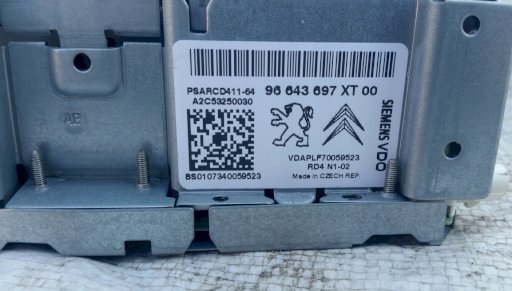 PSARCD411-64 96 643 697 XT 00
A2C53250030
SIEMENS VDO
VDAPLF70059523
RD4 N1-02
BS0107340059523 Made in CZECH REP.